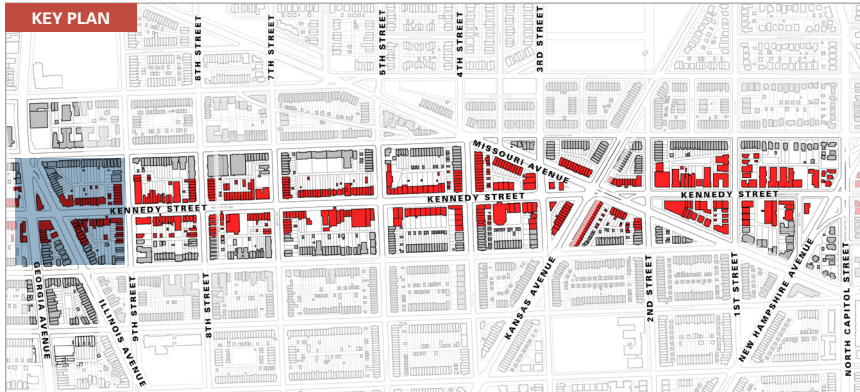 KEY PLAN
8TH STREET
7TH STREET
5TH STREET
4TH STREET
3RD STREET
MISSOURI AVENUE
KENNEDY STREET
KENNEDY STREET
KENNEDY STREET
GEORGIA AVENUE
ILLINOIS AVENUE
9TH STREET
8TH STREET
KANSAS AVENUE
2ND STREET
1ST STREET
NEW HAMPSHIRE AVENUE
NORTH CAPITOL STREET